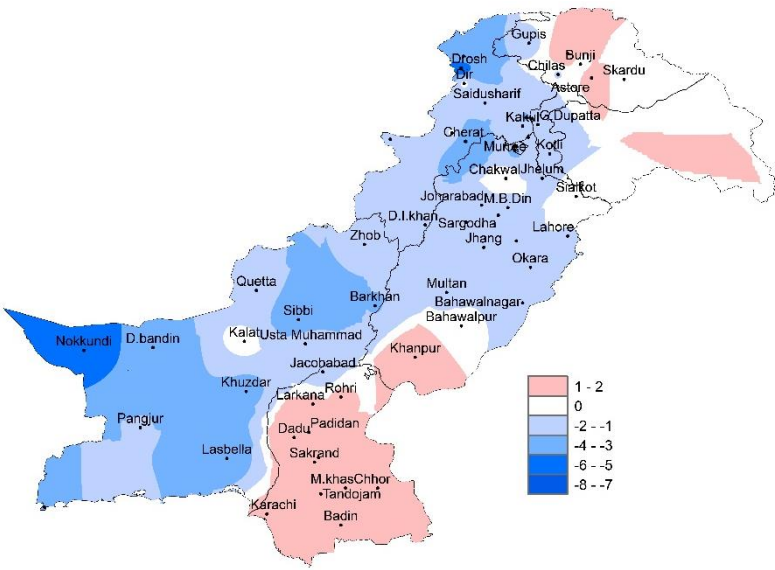 Gupis
Drosh
Bunji
Chilas
Skardu
Dir
Astore
Saidusharif
Kakul
G.Dupatta
Cherat
Murree
Kotli
Chakwal
Jhelum
Sialkot
Joharabad
M.B.Din
D.I.khan
Sargodha
Lahore
Zhob
Jhang
Okara
Quetta
Multan
Barkhan
Bahawalnagar
Sibbi
Bahawalpur
Kalat
Usta Muhammad
Nokkundi
D.bandin
Khanpur
Jacobabad
Khuzdar
Rohri
Larkana
Pangjur
Padidan
Dadu
Lasbella
Sakrand
M.khas
Chhor
Tandojam
Karachi
Badin
1 - 2
0
-2 - -1
-4 - -3
-6 - -5
-8 - -7